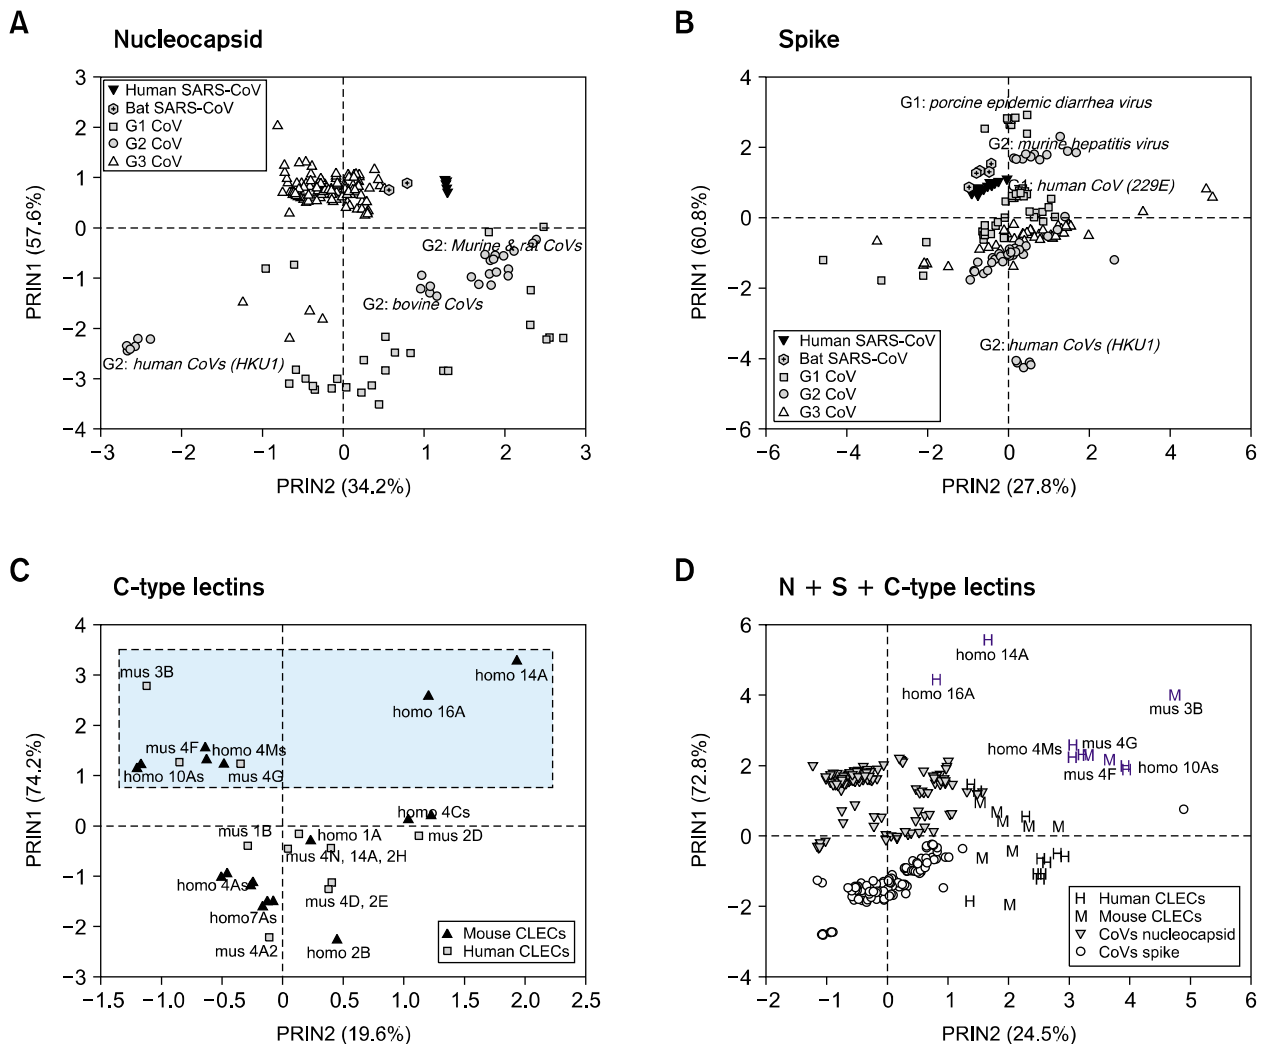 A
Nucleocapsid
3
2
1
0
−1
−2
−3
−4
PRIN1 (57.6%)
Human SARS-CoV
Bat SARS-CoV
G1 CoV
G2 CoV
G3 CoV
G2: Murine & rat CoVs
G2: bovine CoVs
G2: human CoVs (HKU1)
−3
−2
−1
0
1
2
3
PRIN2 (34.2%)
B
Spike
6
4
2
0
−2
−4
−6
PRIN1 (60.8%)
G1: porcine epidemic diarrhea virus
G2: murine hepatitis virus
G1: human CoV (229E)
G2: human CoVs (HKU1)
Human SARS-CoV
Bat SARS-CoV
G1 CoV
G2 CoV
G3 CoV
−6
−4
−2
0
2
4
6
PRIN2 (27.8%)
C
C-type lectins
4
3
2
1
0
−1
−2
−3
PRIN1 (74.2%)
mus 3B
homo 14A
homo 16A
mus 4F
homo 4Ms
homo 10As
mus 4G
homo 4Cs
mus 1B
homo 1A
mus 2D
mus 4N, 14A, 2H
homo 4As
mus 4D, 2E
homo7As
mus 4A2
homo 2B
Mouse CLECs
Human CLECs
−1.5
−1.0
−0.5
0
0.5
1.0
1.5
2.0
2.5
PRIN2 (19.6%)
D
N + S + C-type lectins
6
4
2
0
−2
−4
PRIN1 (72.8%)
homo 14A
homo 16A
mus 3B
homo 4Ms
mus 4G
mus 4F
homo 10As
H Human CLECs
M Mouse CLECs
CoVs nucleocapsid
CoVs spike
−2
−1
0
1
2
3
4
5
6
PRIN2 (24.5%)